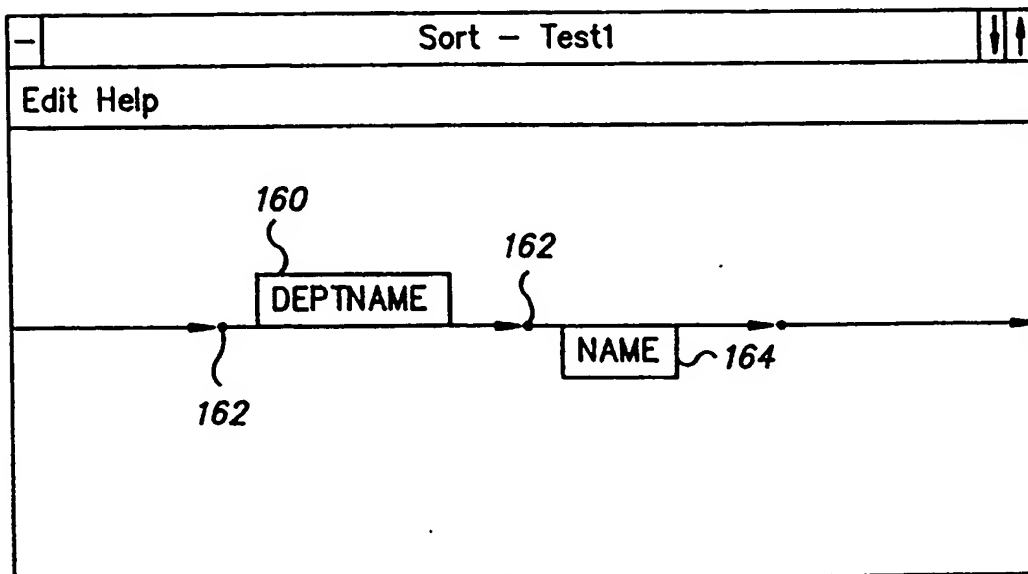 Sort – Test1
Edit Help
160
162
DEPTNAME
NAME
164
162